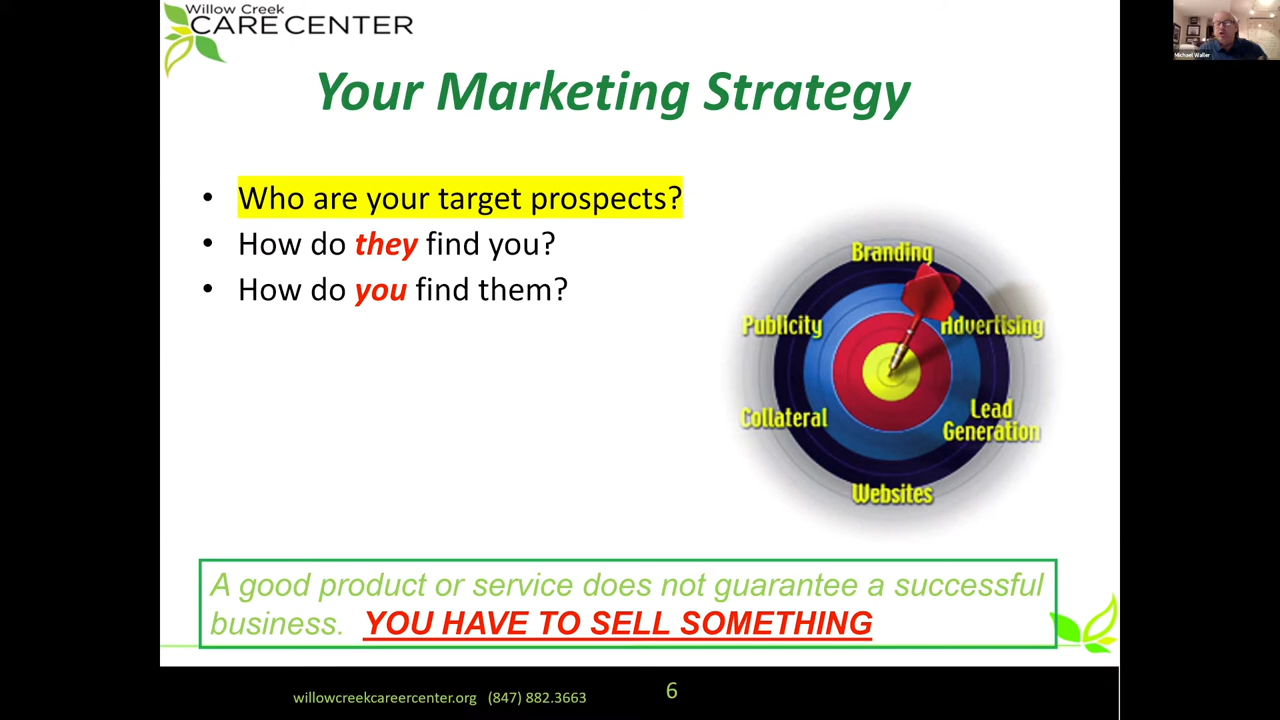 Willow Creek
CARE CENTER
Michael Waller
Your Marketing Strategy
• Who are your target prospects?
• How do they find you?
• How do you find them?
Branding
Publicity
Advertising
Collateral
Lead
Generation
Websites
A good product or service does not guarantee a successful
business. YOU HAVE TO SELL SOMETHING
willowcreekcareercenter.org (847) 882.3663
6